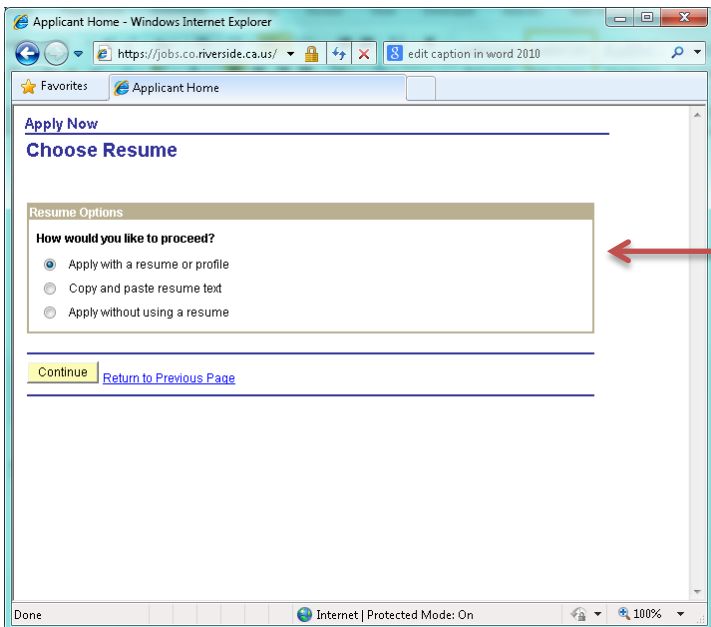 Applicant Home - Windows Internet Explorer
https://jobs.co.riverside.ca.us/ edit caption in word 2010
Favorites Applicant Home
Apply Now
Choose Resume
Resume Options
How would you like to proceed?
Apply with a resume or profile
Copy and paste resume text
Apply without using a resume
Continue Return to Previous Page
Done Internet | Protected Mode: On 100%